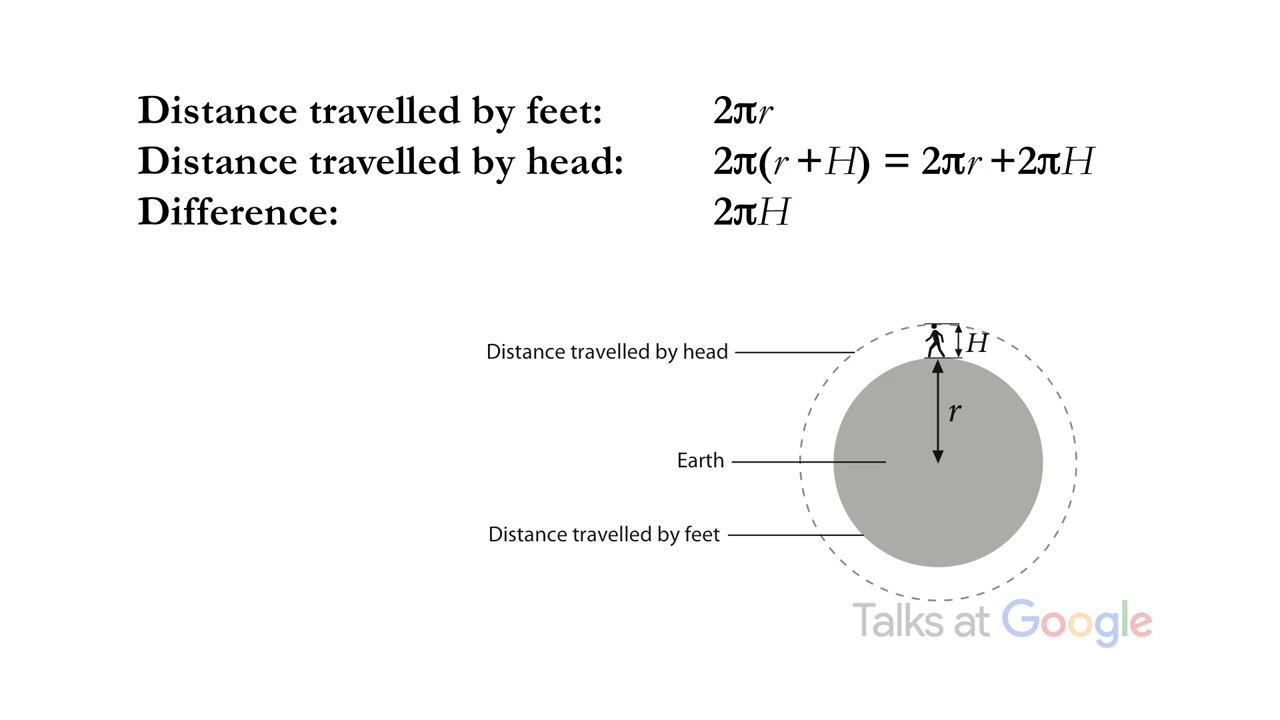 Distance travelled by feet: 2πr
Distance travelled by head: 2π(r+H) = 2πr+2πH
Difference: 2πH
H
Distance travelled by head
r
Earth
Distance travelled by feet
Talks at Google